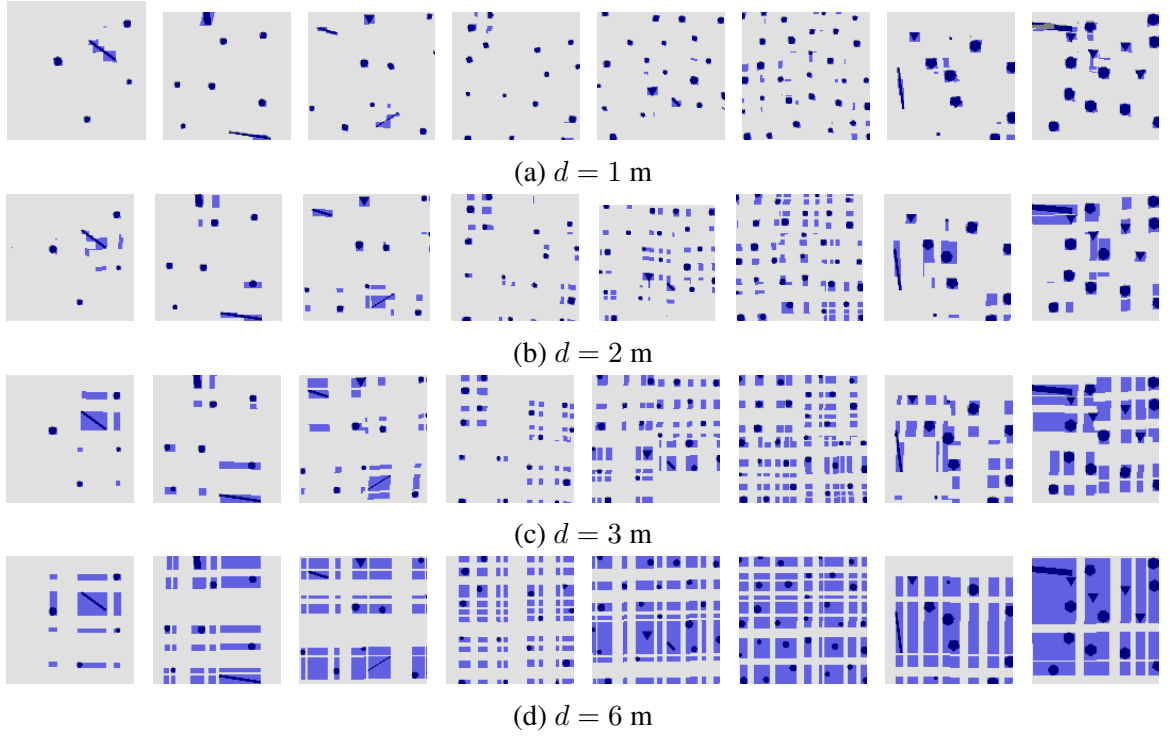 (a) d = 1 m
(b) d = 2 m
(c) d = 3 m
(d) d = 6 m